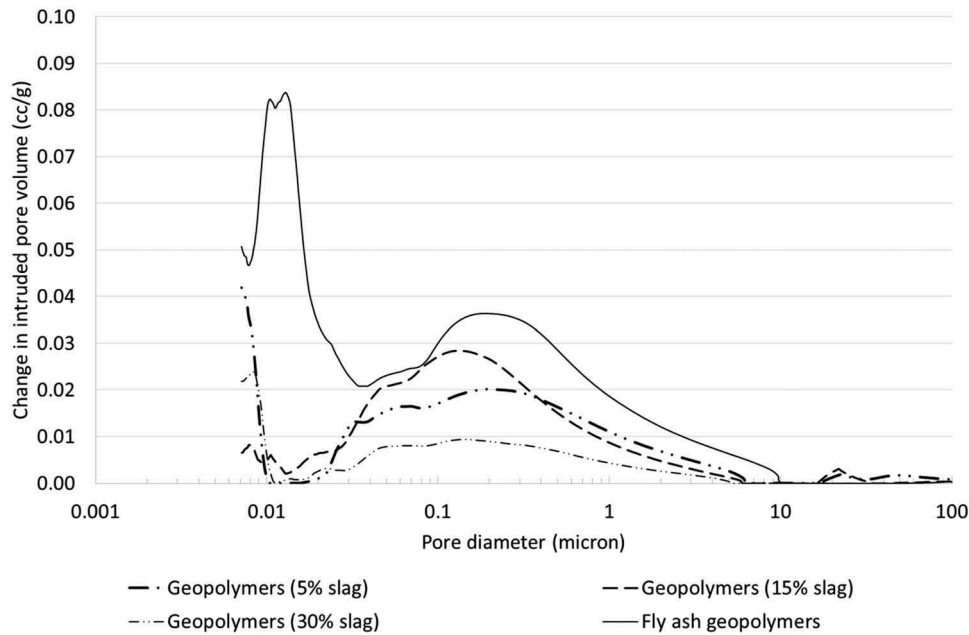 Change in intruded pore volume (cc/g)
0.10
0.09
0.08
0.07
0.06
0.05
0.04
0.03
0.02
0.01
0.00
0.001 0.01 0.1 1 10 100
Pore diameter (micron)
Geopolymers (5% slag) Geopolymers (15% slag)
Geopolymers (30% slag) Fly ash geopolymers